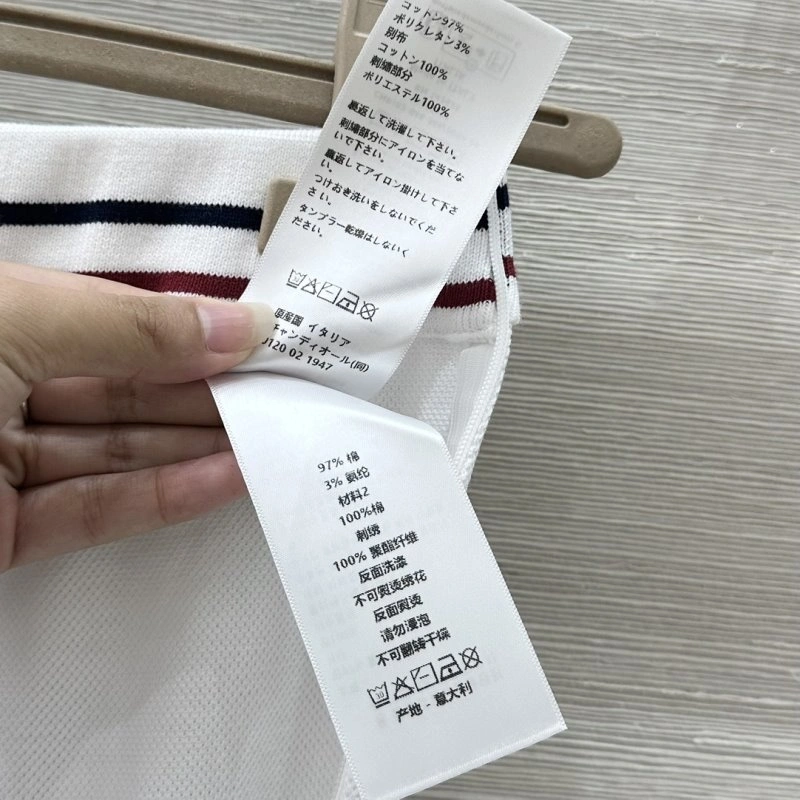 コットン97%
ポリウレタン3%
別布
コットン100%
刺繍部分
ポリエステル100%
裏返して洗濯して下さい。
刺繍部分にアイロンを当てな
いで下さい。
裏返してアイロン掛けして下さ
い。
つけおき洗いをしないでくだ
さい。
タンブラー乾燥はしないく
ださい。
原産国 イタリア
チャンディオール(同)
J120 02 1947
97% 棉
3% 氨纶
材料2
100%棉
刺绣
100% 聚酯纤维
反面洗涤
不可熨烫绣花
反面熨烫
请勿浸泡
不可翻转干燥
30
产地 - 意大利